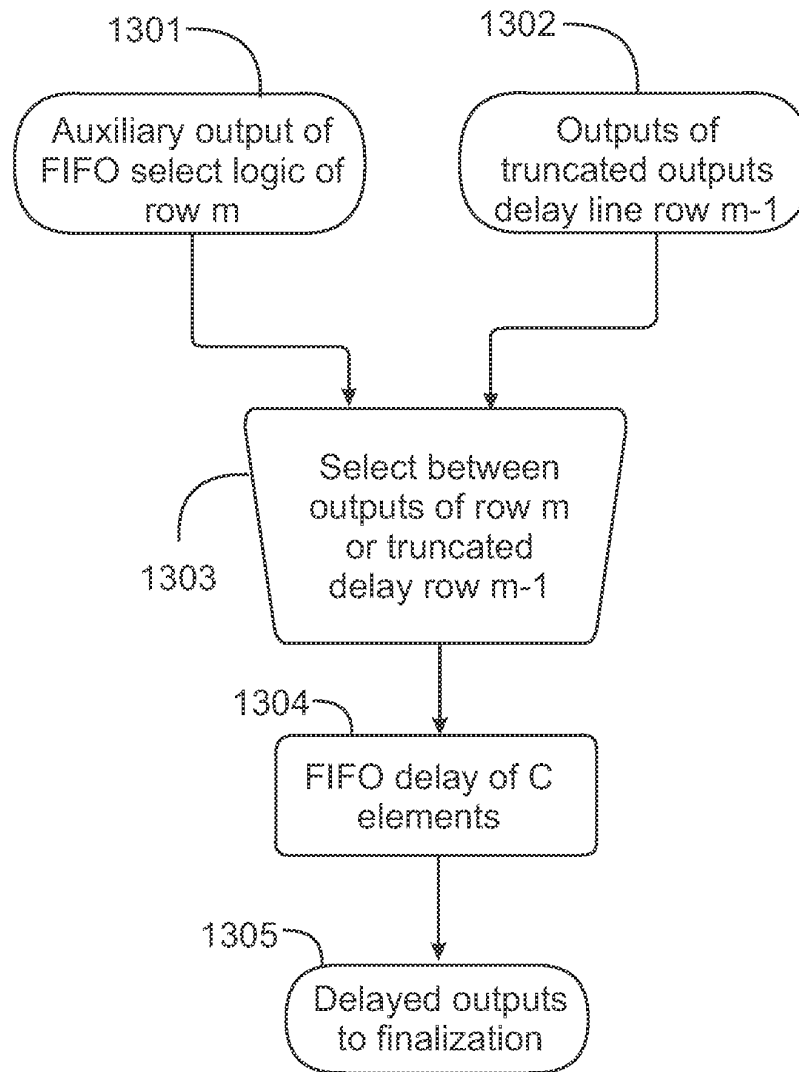 1301
1302
Auxiliary output of
FIFO select logic of
row m
Outputs of
truncated outputs
delay line row m-1
Select between
outputs of row m
or truncated
delay row m-1
1303
1304
FIFO delay of C
elements
1305
Delayed outputs
to finalization